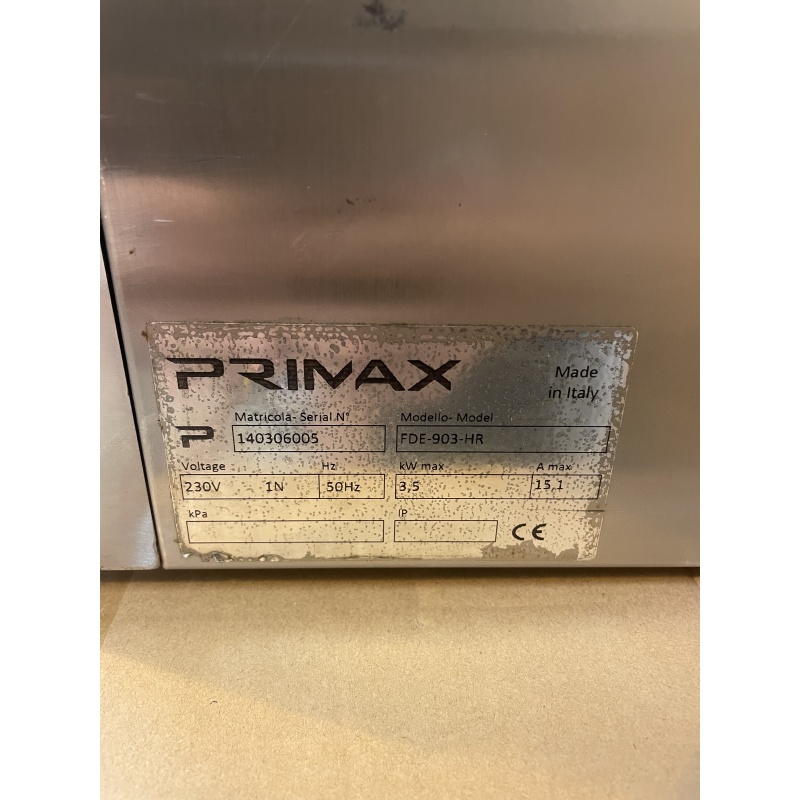 PRIMAX
Made
in Italy
Matricola- Serial N°
Modello- Model
P
140306005
FDE-903-HR
Voltage
Hz
kW max
A max
230V 1N
50Hz
3,5
15,1
kPa
IP
CE